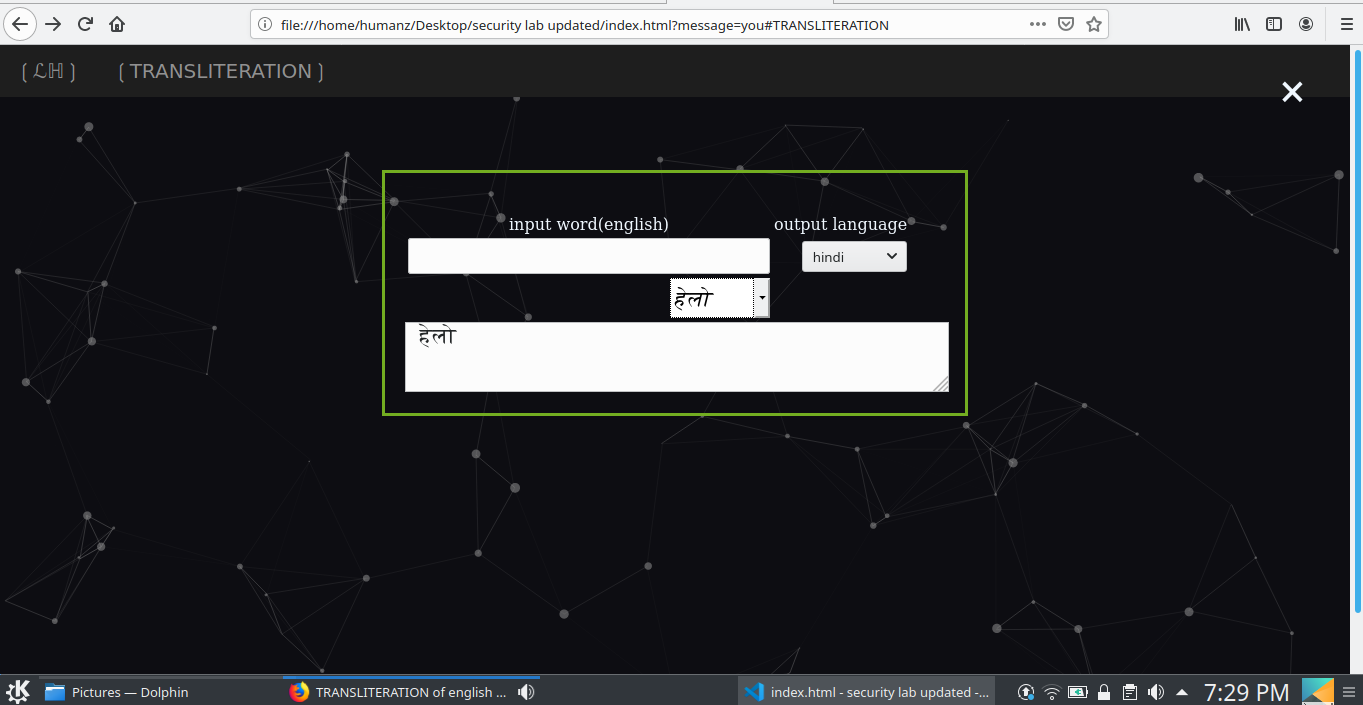 file:///home/humanz/Desktop/security lab updated/index.html?message=you#TRANSLITERATION
❲ ℒℍ ❳ ❲ TRANSLITERATION ❳
input word(english) output language
hindi
हेलो
हेलो
Pictures — Dolphin TRANSLITERATION of english ... index.html - security lab updated -... 7:29 PM